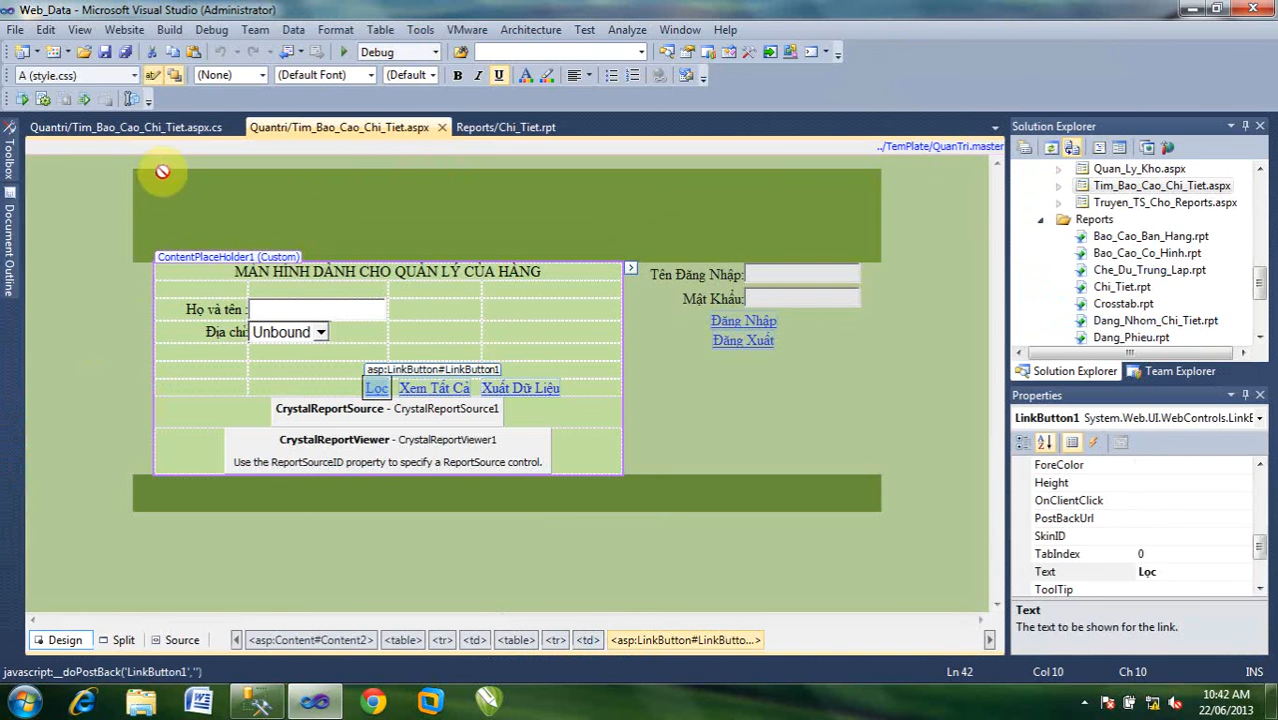 Web_Data - Microsoft Visual Studio (Administrator)
File Edit View Website Build Debug Team Data Format Table Tools VMware Architecture Test Analyze Window Help
Debug
A (style.css) (None) (Default Font) (Default B I U A
Quantri/Tim_Bao_Cao_Chi_Tiet.aspx.cs Quantri/Tim_Bao_Cao_Chi_Tiet.aspx Reports/Chi_Tiet.rpt
../TemPlate/QuanTri.master
Toolbox
Document Outline
ContentPlaceHolder1 (Custom)
MÀN HÌNH DÀNH CHO QUẢN LÝ CỦA HÀNG
Họ và tên :
Địa chỉ: Unbound
asp:LinkButton#LinkButton1
Lọc Xem Tất Cả Xuất Dữ Liệu
CrystalReportSource - CrystalReportSource1
CrystalReportViewer - CrystalReportViewer1
Use the ReportSourceID property to specify a ReportSource control.
Tên Đăng Nhập:
Mật Khẩu:
Đăng Nhập
Đăng Xuất
Solution Explorer
Quan_Ly_Kho.aspx
Tim_Bao_Cao_Chi_Tiet.aspx
Truyen_TS_Cho_Reports.aspx
Reports
Bao_Cao_Ban_Hang.rpt
Bao_Cao_Co_Hinh.rpt
Che_Du_Trung_Lap.rpt
Chi_Tiet.rpt
Crosstab.rpt
Dang_Nhom_Chi_Tiet.rpt
Dang_Phieu.rpt
Solution Explorer Team Explorer
Properties
LinkButton1 System.Web.UI.WebControls.LinkE
ForeColor
Height
OnClientClick
PostBackUrl
SkinID
TabIndex 0
Text Lọc
ToolTip
Text
The text to be shown for the link.
Design Split Source <asp:Content#Content2> <table> <tr> <td> <table> <tr> <td> <asp:LinkButton#LinkButto...>
javascript:__doPostBack('LinkButton1','') Ln 42 Col 10 Ch 10 INS
10:42 AM
22/06/2013